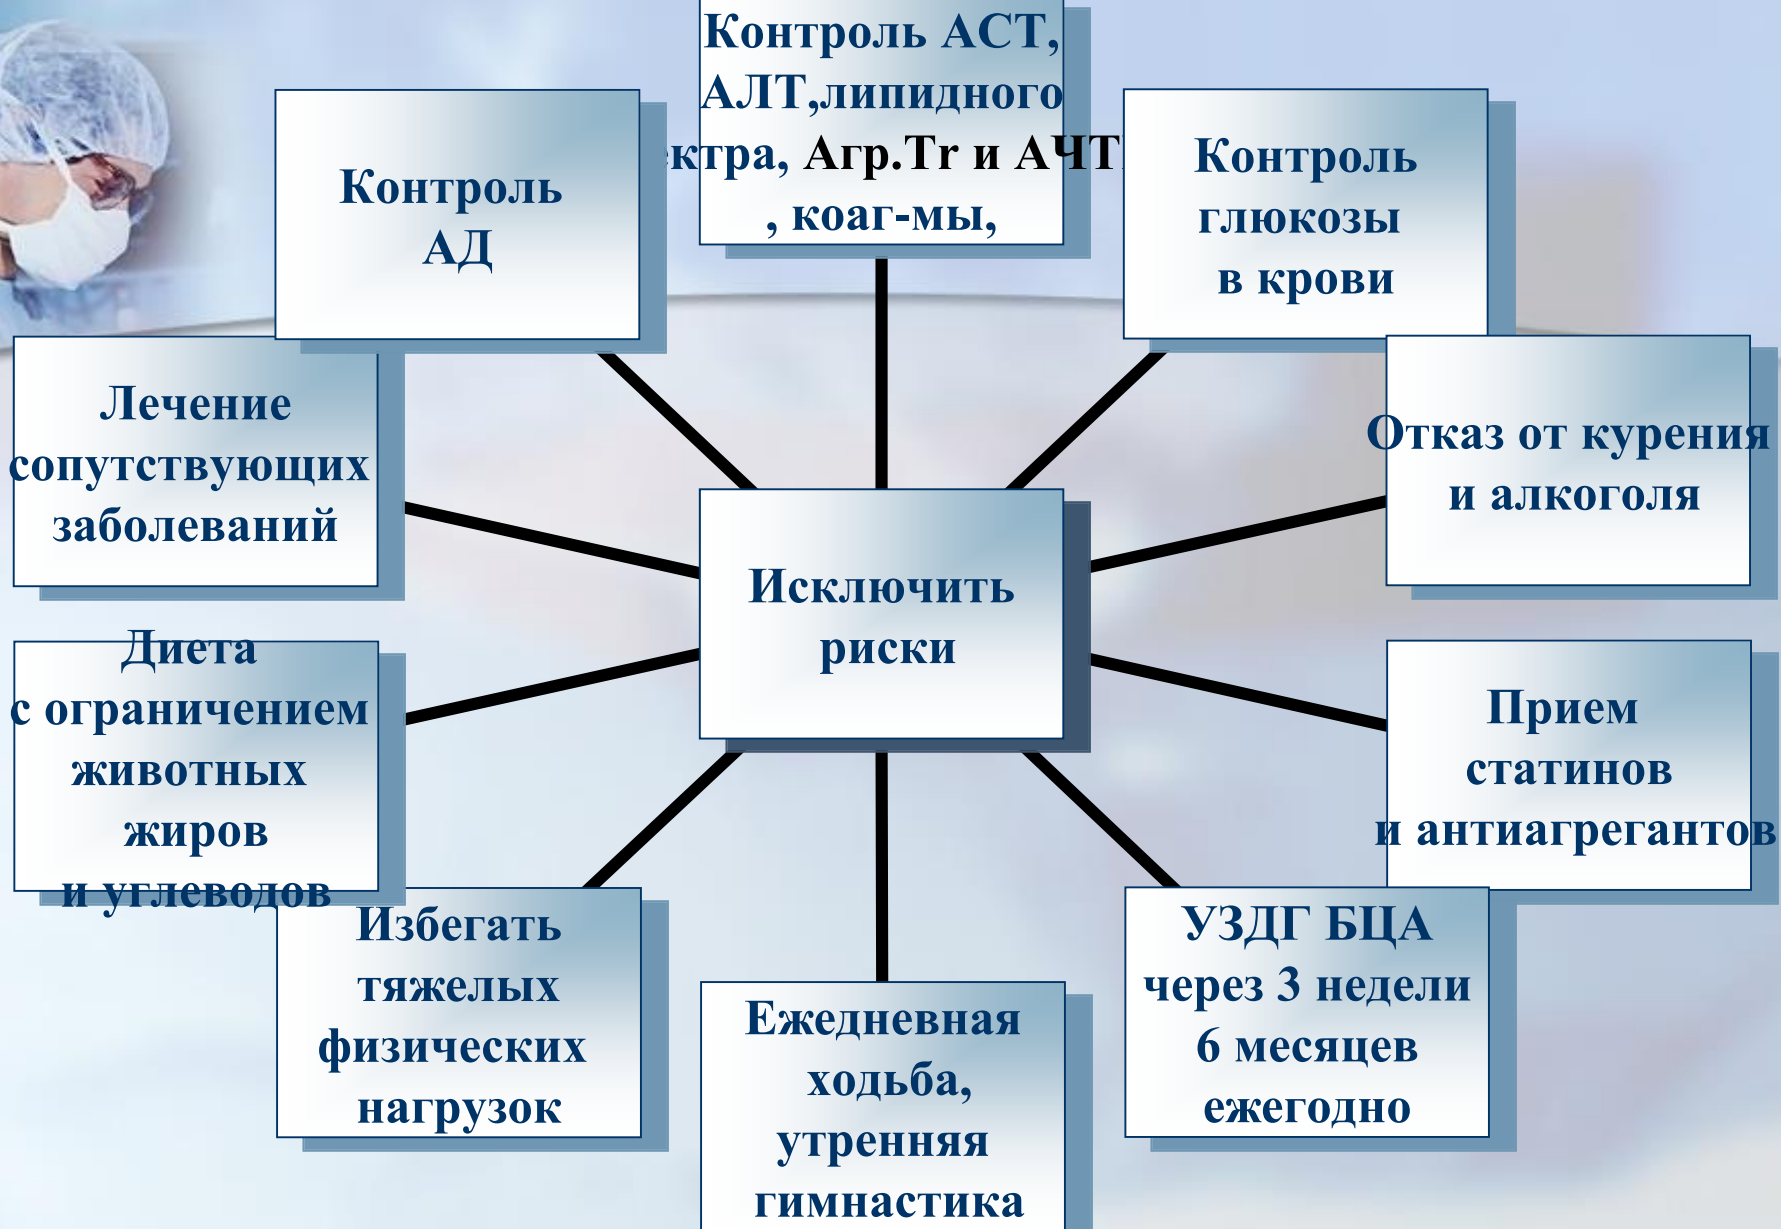 Контроль АСТ,
АЛТ,липидного
ектра, Агр.Tr и АЧТ
, коаг-мы,
Контроль
АД
Контроль
глюкозы
в крови
Лечение
сопутствующих
заболеваний
Отказ от курения
и алкоголя
Исключить
риски
Диета
с ограничением
животных
жиров
и углеводов
Прием
статинов
и антиагрегантов
Избегать
тяжелых
физических
нагрузок
Ежедневная
ходьба,
утренняя
гимнастика
УЗДГ БЦА
через 3 недели
6 месяцев
ежегодно